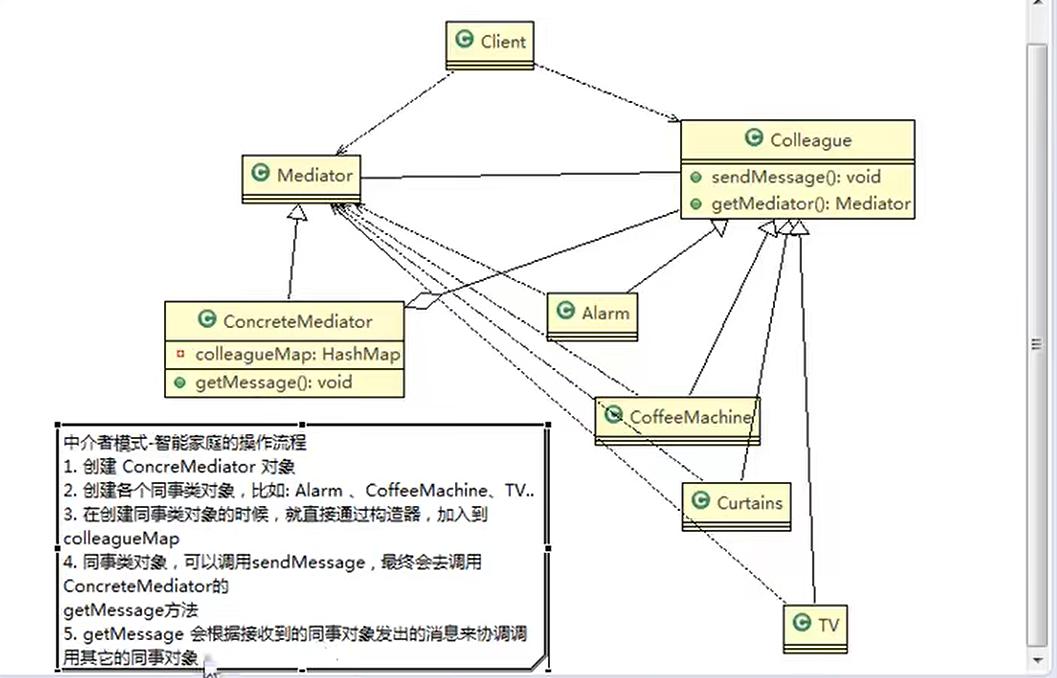 Client
Colleague
sendMessage(): void
getMediator(): Mediator
Mediator
ConcreteMediator
colleagueMap: HashMap
getMessage(): void
Alarm
CoffeeMachine
Curtains
TV
中介者模式-智能家庭的操作流程
1. 创建 ConcreMediator 对象
2. 创建各个同事类对象，比如: Alarm 、CoffeeMachine、TV..
3. 在创建同事类对象的时候，就直接通过构造器，加入到
colleagueMap
4. 同事类对象，可以调用sendMessage，最终会去调用
ConcreteMediator的
getMessage方法
5. getMessage 会根据接收到的同事对象发出的消息来协调调
用其它的同事对象